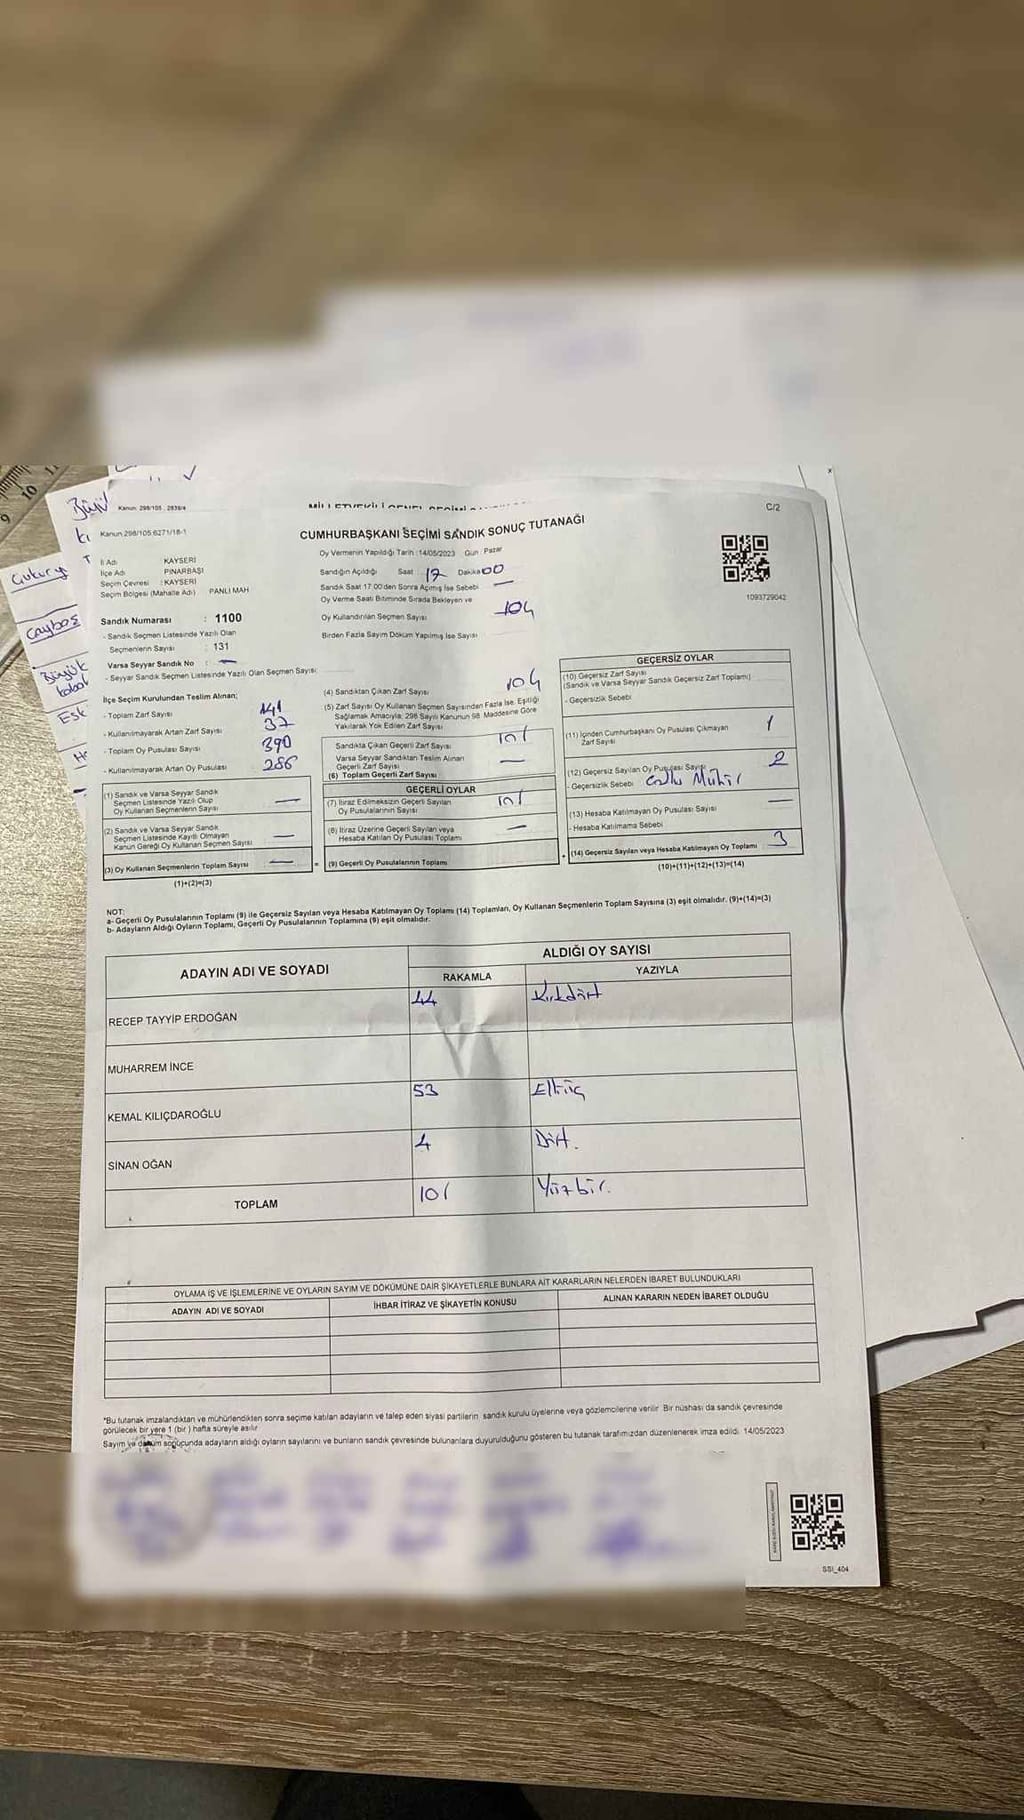 Büyü
Kanun: 298/105, 2839/4
C/2
Kanun:298/105:6271/18-1
CUMHURBAŞKANI SEÇİMİ SANDIK SONUÇ TUTANAĞI
İl Adı KAYSERİ
İlçe Adı PINARBAŞI
Seçim Çevresi :KAYSERİ
Seçim Bölgesi (Mahalle Adı) PANLI MAH
Oy Vermenin Yapıldığı Tarih :14/05/2023 Gün : Pazar
Sandığın Açıldığı Saat : 17 Dakika 00
Sandık Saat 17:00'den Sonra Açılmış İse Sebebi —
Oy Verme Saati Bitiminde Sırada Bekleyen ve
Oy Kullandırılan Seçmen Sayısı 104
Birden Fazla Sayım Döküm Yapılmış İse Sayısı
1093729042
Çukury
Çaybaş
Büyük
Esk
Sandık Numarası : 1100
- Sandık Seçmen Listesinde Yazılı Olan
Seçmenlerin Sayısı : 131
Varsa Seyyar Sandık No : —
- Seyyar Sandık Seçmen Listesinde Yazılı Olan Seçmen Sayısı:
İlçe Seçim Kurulundan Teslim Alınan;
- Toplam Zarf Sayısı 141
- Kullanılmayarak Artan Zarf Sayısı 37
- Toplam Oy Pusulası Sayısı 390
- Kullanılmayarak Artan Oy Pusulası 286
(1) Sandık ve Varsa Seyyar Sandık
Seçmen Listesinde Yazılı Olup
Oy Kullanan Seçmenlerin Sayısı —
(2) Sandık ve Varsa Seyyar Sandık
Seçmen Listesinde Kayıtlı Olmayan
Kanun Gereği Oy Kullanan Seçmen Sayısı —
(3) Oy Kullanan Seçmenlerin Toplam Sayısı —
(1)+(2)=(3)
(4) Sandıktan Çıkan Zarf Sayısı 104
(5) Zarf Sayısı Oy Kullanan Seçmen Sayısından Fazla İse, Eşitliği
Sağlamak Amacıyla; 298 Sayılı Kanunun 98. Maddesine Göre
Yakılarak Yok Edilen Zarf Sayısı
Sandıkta Çıkan Geçerli Zarf Sayısı 101
Varsa Seyyar Sandıktan Teslim Alınan
Geçerli Zarf Sayısı —
(6) Toplam Geçerli Zarf Sayısı
GEÇERLİ OYLAR
(7) İtiraz Edilmeksizin Geçerli Sayılan
Oy Pusulalarının Sayısı 101
(8) İtiraz Üzerine Geçerli Sayılan veya
Hesaba Katılan Oy Pusulası Toplamı —
= (9) Geçerli Oy Pusulalarının Toplamı
GEÇERSİZ OYLAR
(10) Geçersiz Zarf Sayısı
(Sandık ve Varsa Seyyar Sandık Geçersiz Zarf Toplamı)
- Geçersizlik Sebebi
(11) İçinden Cumhurbaşkanı Oy Pusulası Çıkmayan
Zarf Sayısı 1
(12) Geçersiz Sayılan Oy Pusulası Sayısı 2
- Geçersizlik Sebebi Mühür
(13) Hesaba Katılmayan Oy Pusulası Sayısı —
- Hesaba Katılmama Sebebi
+ (14) Geçersiz Sayılan veya Hesaba Katılmayan Oy Toplamı 3
(10)+(11)+(12)+(13)=(14)
NOT:
a- Geçerli Oy Pusulalarının Toplamı (9) ile Geçersiz Sayılan veya Hesaba Katılmayan Oy Toplamı (14) Toplamları, Oy Kullanan Seçmenlerin Toplam Sayısına (3) eşit olmalıdır. (9)+(14)=(3)
b- Adayların Aldığı Oyların Toplamı, Geçerli Oy Pusulalarının Toplamına (9) eşit olmalıdır.
ADAYIN ADI VE SOYADI
ALDIĞI OY SAYISI
RAKAMLA YAZIYLA
RECEP TAYYİP ERDOĞAN 44 Kırkdört
MUHARREM İNCE
KEMAL KILIÇDAROĞLU 53 Elliüç
SİNAN OĞAN 4 Dört.
TOPLAM 101 Yüzbir.
OYLAMA İŞ VE İŞLEMLERİNE VE OYLARIN SAYIM VE DÖKÜMÜNE DAİR ŞİKAYETLERLE BUNLARA AİT KARARLARIN NELERDEN İBARET BULUNDUKLARI
ADAYIN ADI VE SOYADI İHBAR İTİRAZ VE ŞİKAYETİN KONUSU ALINAN KARARIN NEDEN İBARET OLDUĞU
*Bu tutanak imzalandıktan ve mühürlendikten sonra seçime katılan adayların ve talep eden siyasi partilerin sandık kurulu üyelerine veya gözlemcilerine verilir. Bir nüshası da sandık çevresinde
görülecek bir yere 1 (bir ) hafta süreyle asılır
Sayım ve döküm sonucunda adayların aldığı oyların sayılarını ve bunların sandık çevresinde bulunanlara duyurulduğunu gösteren bu tutanak tarafımızdan düzenlenerek imza edildi. 14/05/2023
SSI_404